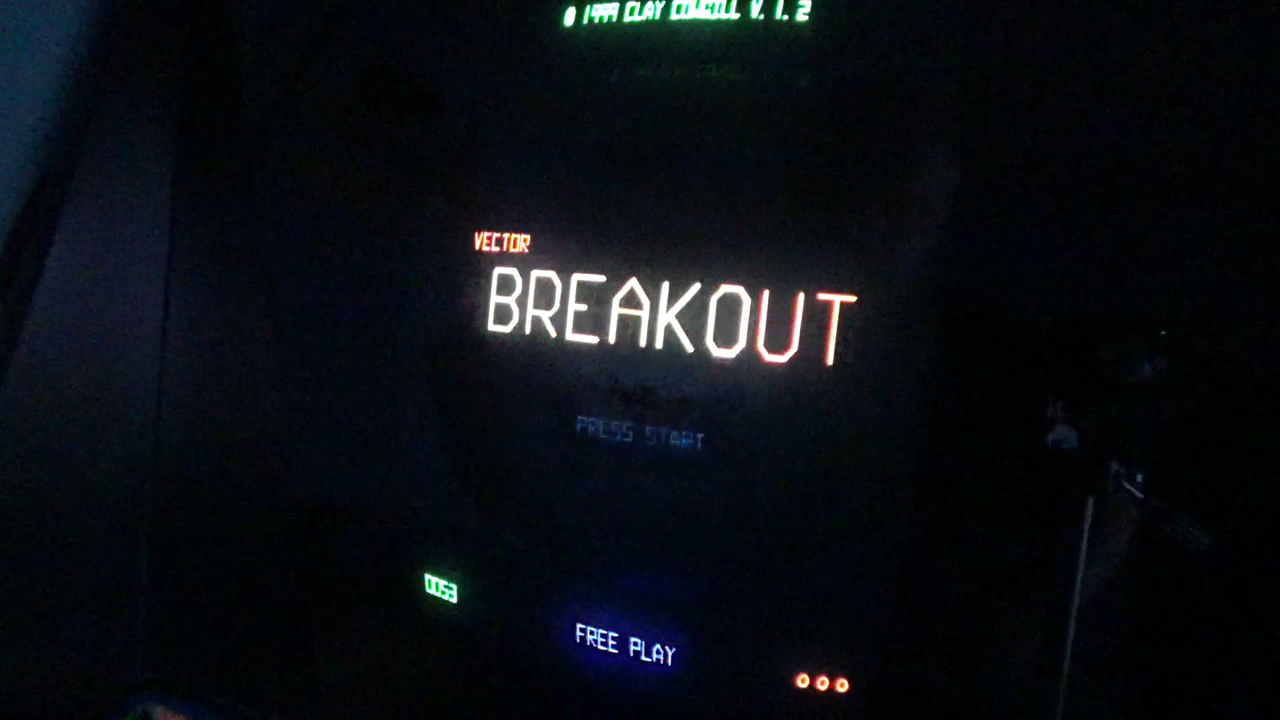 © 1999 CLAY COWGILL V. 1. 2
VECTOR
BREAKOUT
PRESS START
0053
FREE PLAY